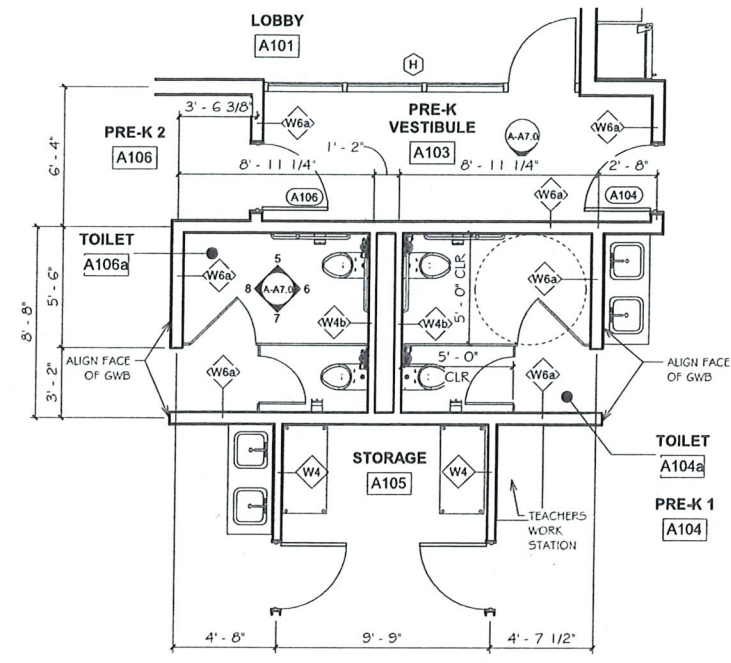 LOBBY
A101
H
3' - 6 3/8"
PRE-K
VESTIBULE
A103
W6a
A-A7.0
W6a
PRE-K 2
A106
1' - 2"
6' - 4"
8' - 11 1/4"
8' - 11 1/4"
2' - 8"
A106
W6a
A104
TOILET
A106a
W6a
5
8
A-A7.0
6
7
5' - 0" CLR
W6a
5' - 6"
8' - 8"
W4b
W4b
ALIGN FACE
OF GWB
W6a
5' - 0"
CLR
W6a
ALIGN FACE
OF GWB
3' - 2"
TOILET
A104a
STORAGE
A105
W4
W4
PRE-K 1
A104
TEACHERS
WORK
STATION
4' - 8"
9' - 9"
4' - 7 1/2"